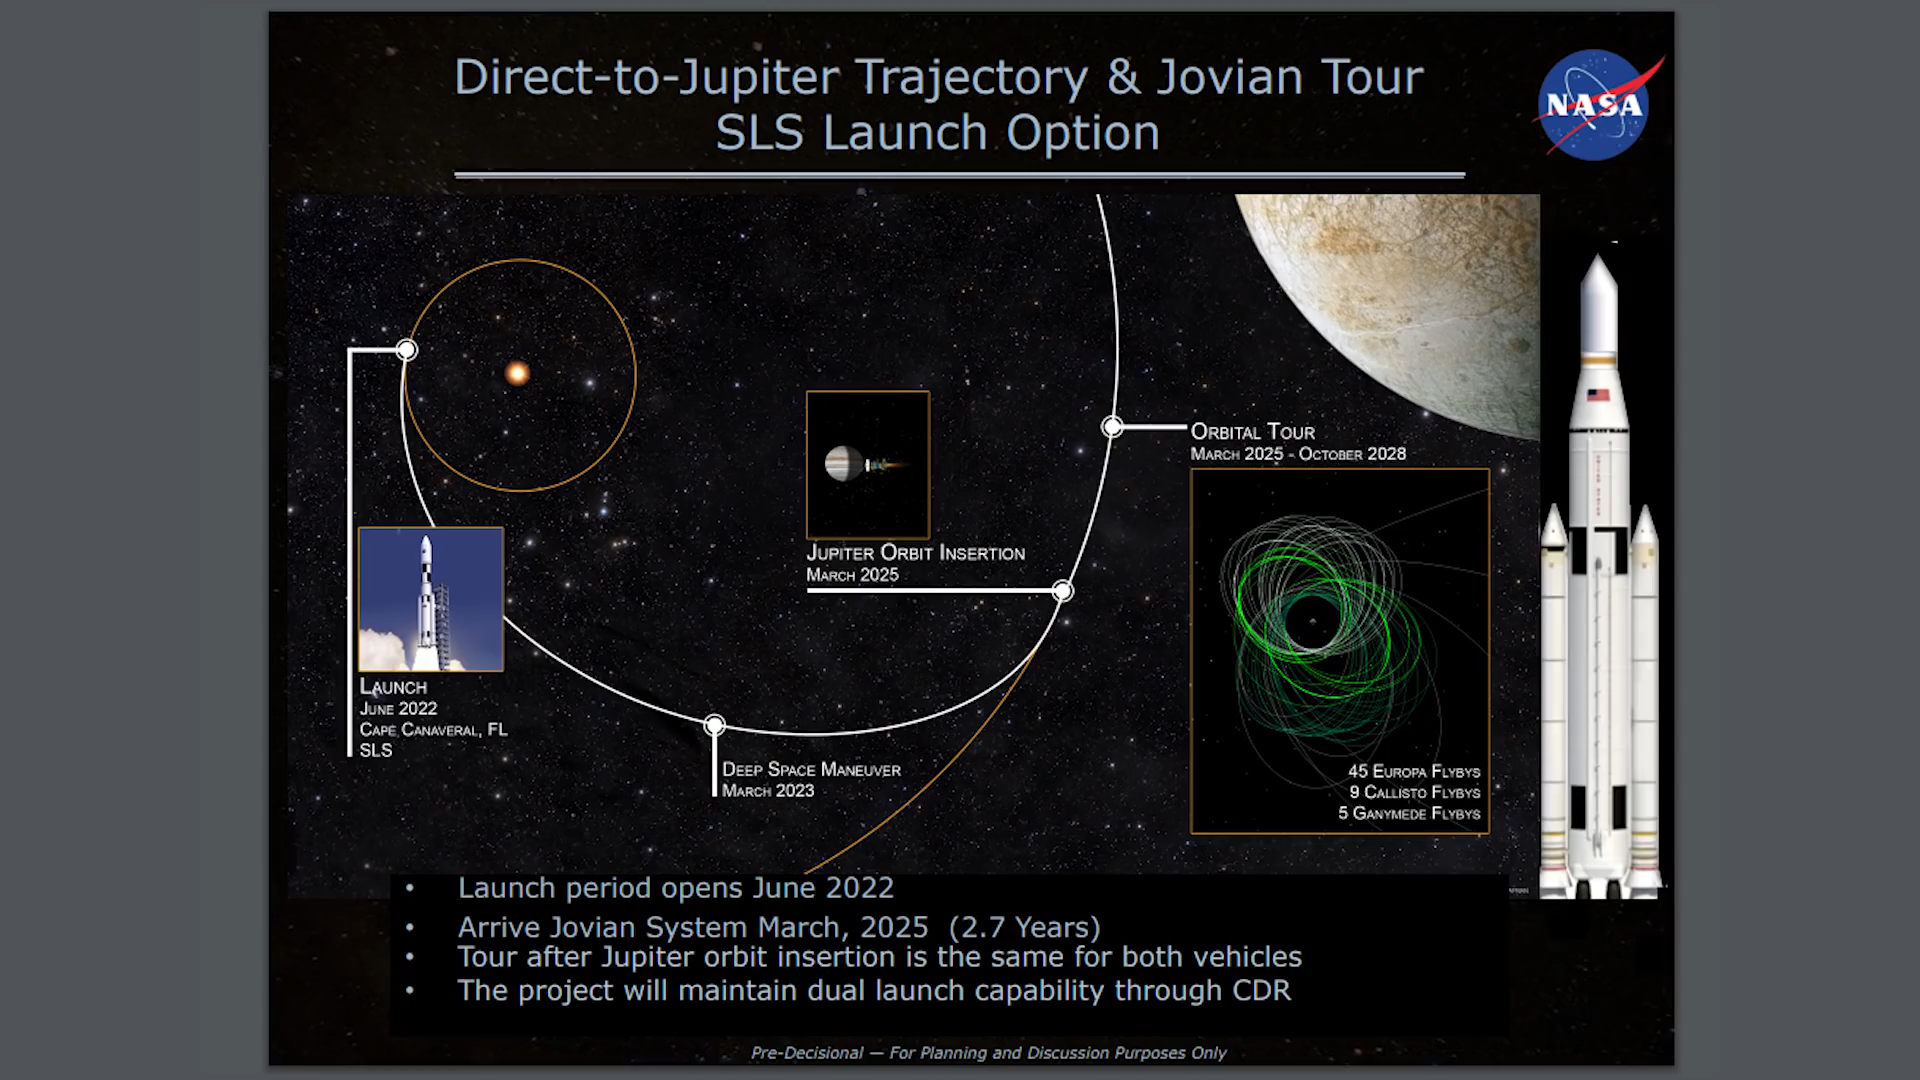 Direct-to-Jupiter Trajectory & Jovian Tour
SLS Launch Option
NASA
Orbital Tour
March 2025 - October 2028
Jupiter Orbit Insertion
March 2025
Launch
June 2022
Cape Canaveral, FL
SLS
Deep Space Maneuver
March 2023
45 Europa Flybys
9 Callisto Flybys
5 Ganymede Flybys
• Launch period opens June 2022
• Arrive Jovian System March, 2025 (2.7 Years)
• Tour after Jupiter orbit insertion is the same for both vehicles
• The project will maintain dual launch capability through CDR
Pre-Decisional — For Planning and Discussion Purposes Only